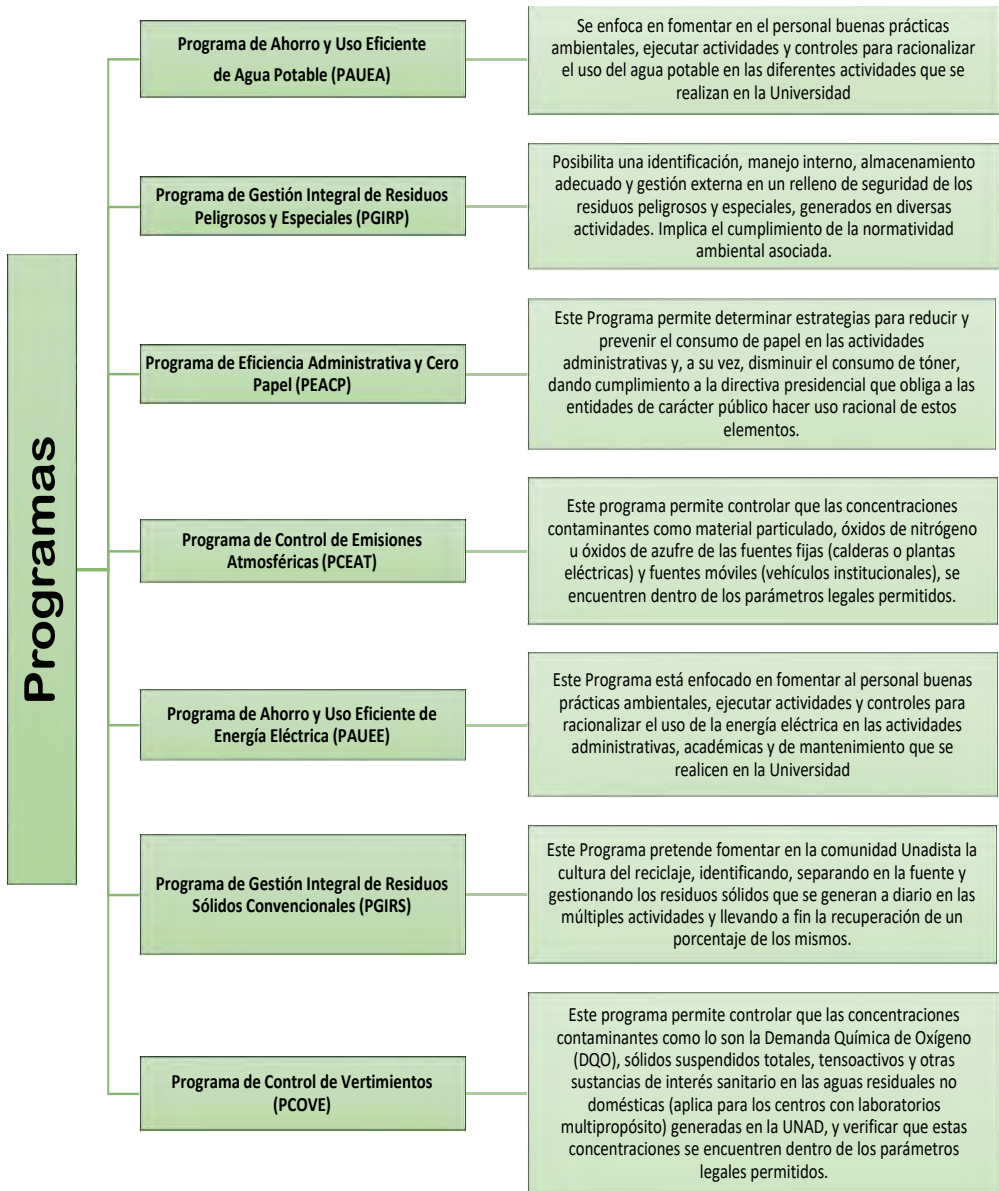 Programas
Programa de Ahorro y Uso Eficiente
de Agua Potable (PAUEA)
Se enfoca en fomentar en el personal buenas prácticas
ambientales, ejecutar actividades y controles para racionalizar
el uso del agua potable en las diferentes actividades que se
realizan en la Universidad
Programa de Gestión Integral de Residuos
Peligrosos y Especiales (PGIRP)
Posibilita una identificación, manejo interno, almacenamiento
adecuado y gestión externa en un relleno de seguridad de los
residuos peligrosos y especiales, generados en diversas
actividades. Implica el cumplimiento de la normatividad
ambiental asociada.
Programa de Eficiencia Administrativa y Cero
Papel (PEACP)
Este Programa permite determinar estrategias para reducir y
prevenir el consumo de papel en las actividades
administrativas y, a su vez, disminuir el consumo de tóner,
dando cumplimiento a la directiva presidencial que obliga a las
entidades de carácter público hacer uso racional de estos
elementos.
Programa de Control de Emisiones
Atmosféricas (PCEAT)
Este programa permite controlar que las concentraciones
contaminantes como material particulado, óxidos de nitrógeno
u óxidos de azufre de las fuentes fijas (calderas o plantas
eléctricas) y fuentes móviles (vehículos institucionales), se
encuentren dentro de los parámetros legales permitidos.
Programa de Ahorro y Uso Eficiente de
Energía Eléctrica (PAUEE)
Este Programa está enfocado en fomentar al personal buenas
prácticas ambientales, ejecutar actividades y controles para
racionalizar el uso de la energía eléctrica en las actividades
administrativas, académicas y de mantenimiento que se
realicen en la Universidad
Programa de Gestión Integral de Residuos
Sólidos Convencionales (PGIRS)
Este Programa pretende fomentar en la comunidad Unadista la
cultura del reciclaje, identificando, separando en la fuente y
gestionando los residuos sólidos que se generan a diario en las
múltiples actividades y llevando a fin la recuperación de un
porcentaje de los mismos.
Programa de Control de Vertimientos
(PCOVE)
Este programa permite controlar que las concentraciones
contaminantes como lo son la Demanda Química de Oxígeno
(DQO), sólidos suspendidos totales, tensoactivos y otras
sustancias de interés sanitario en las aguas residuales no
domésticas (aplica para los centros con laboratorios
multipropósito) generadas en la UNAD, y verificar que estas
concentraciones se encuentren dentro de los parámetros
legales permitidos.